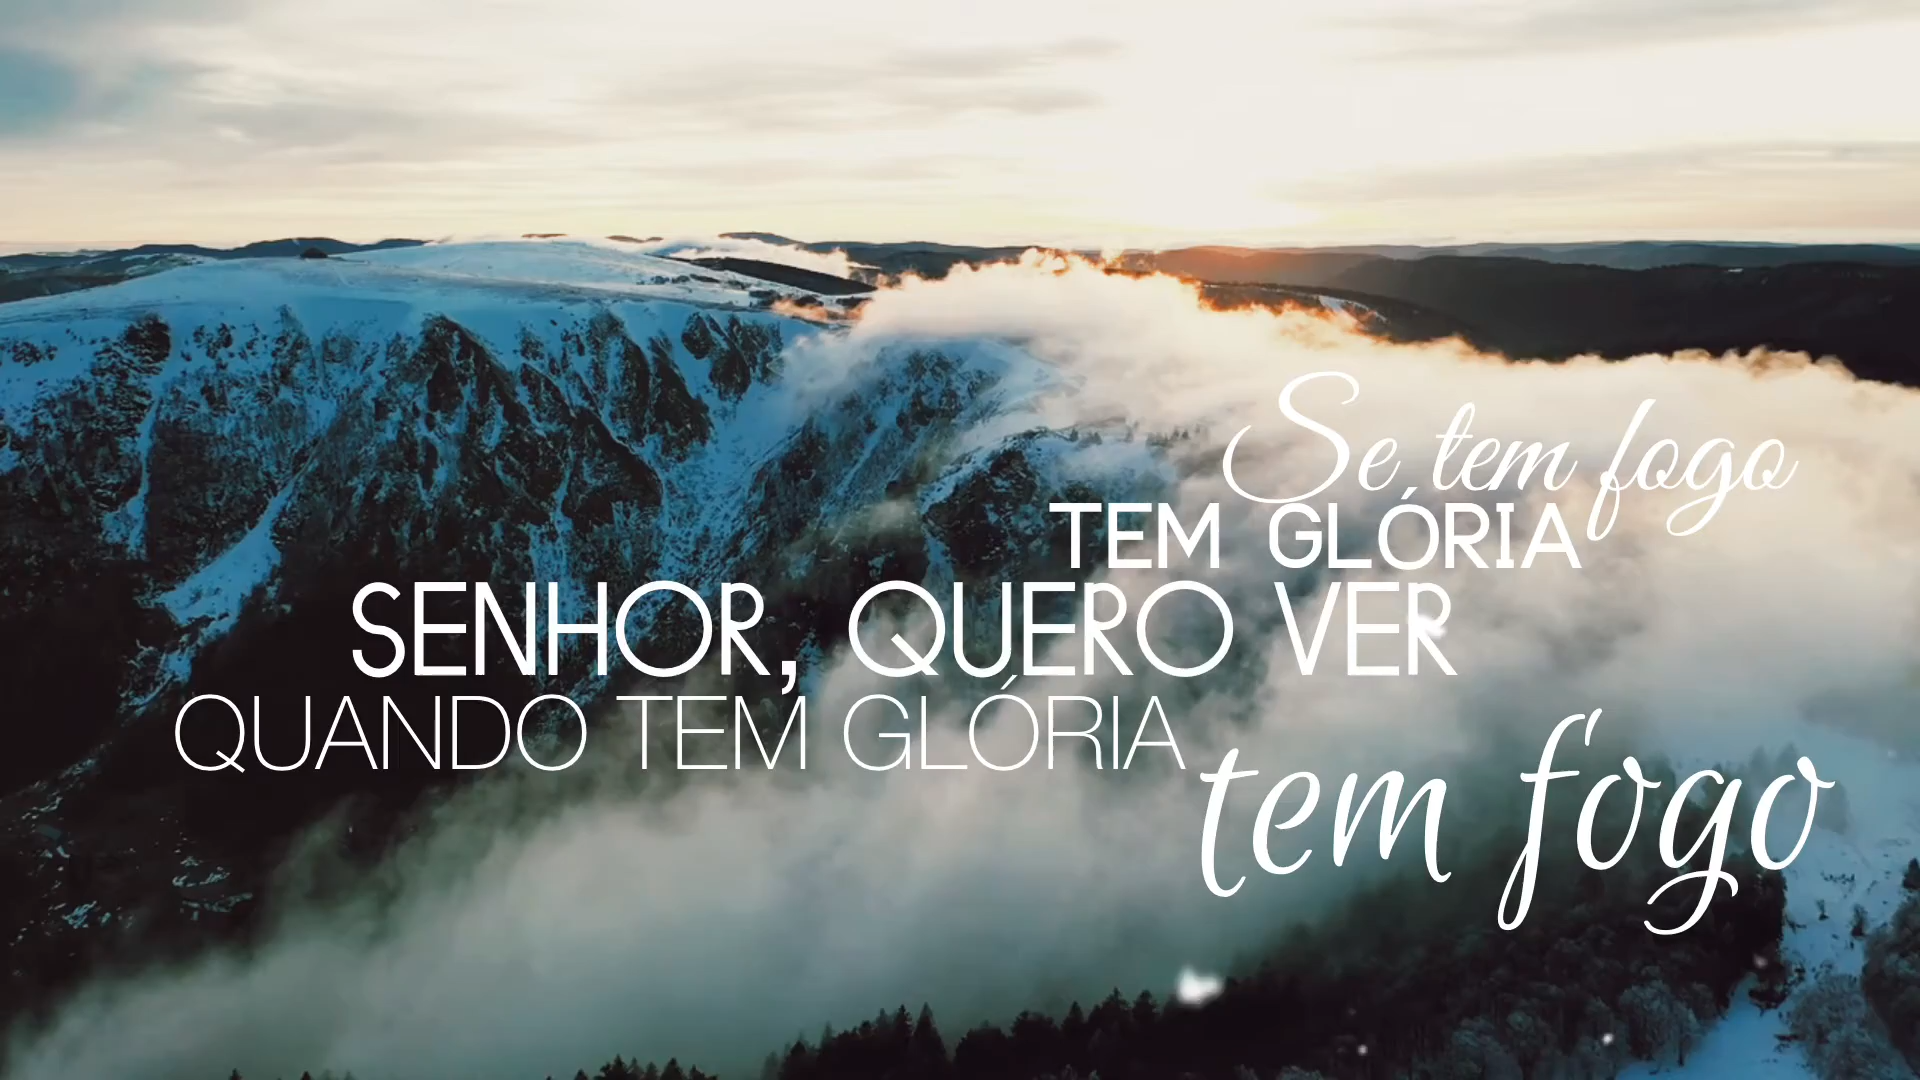 Se tem fogo
TEM GLÓRIA
SENHOR, QUERO VER
QUANDO TEM GLÓRIA
tem fogo